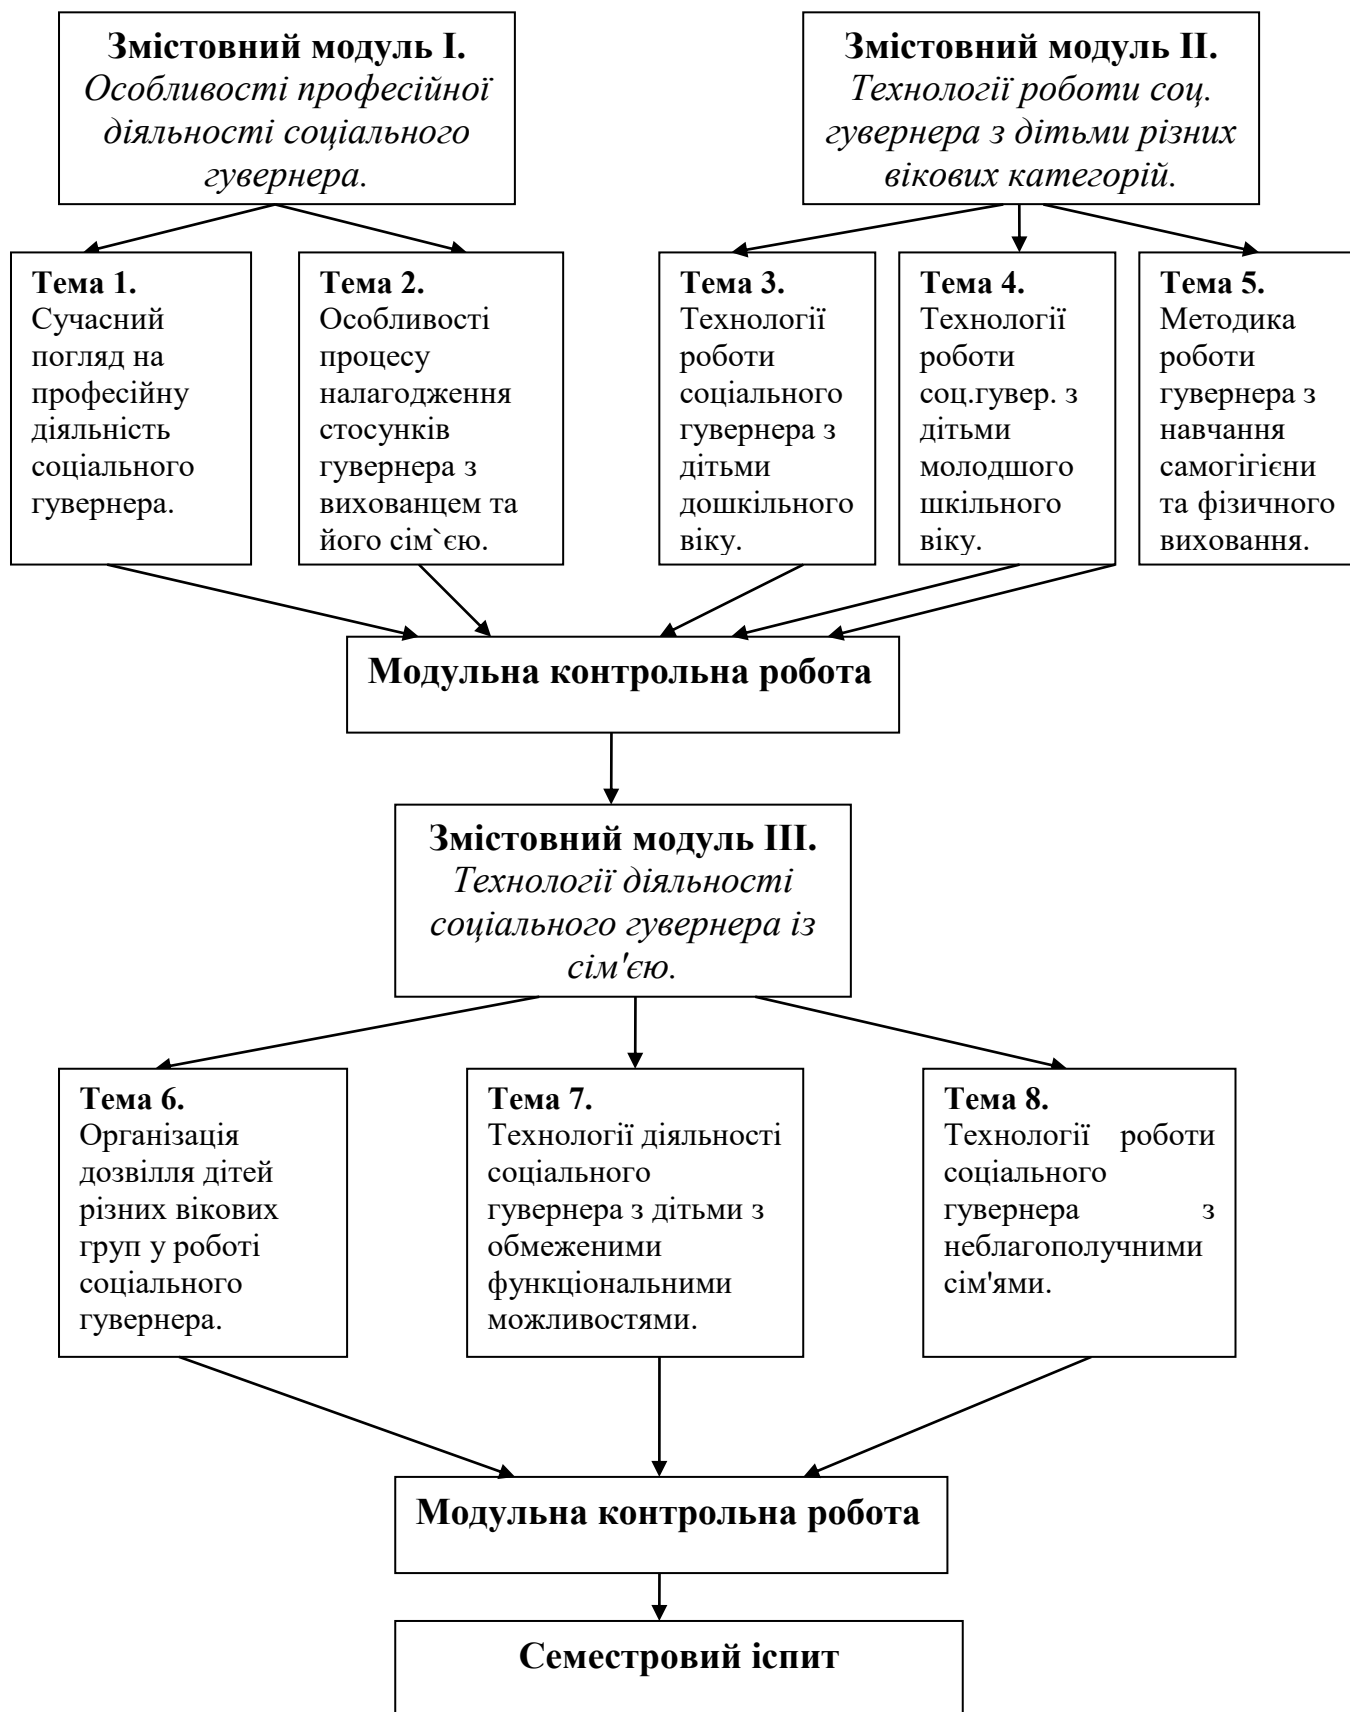 Змістовний модуль I.
Особливості професійної
діяльності соціального
гувернера.
Змістовний модуль II.
Технології роботи соц.
гувернера з дітьми різних
вікових категорій.
Тема 1.
Сучасний
погляд на
професійну
діяльність
соціального
гувернера.
Тема 2.
Особливості
процесу
налагодження
стосунків
гувернера з
вихованцем та
його сім`єю.
Тема 3.
Технології
роботи
соціального
гувернера з
дітьми
дошкільного
віку.
Тема 4.
Технології
роботи
соц.гувер. з
дітьми
молодшого
шкільного
віку.
Тема 5.
Методика
роботи
гувернера з
навчання
самогігієни
та фізичного
виховання.
Модульна контрольна робота
Змістовний модуль III.
Технології діяльності
соціального гувернера із
сім'єю.
Тема 6.
Організація
дозвілля дітей
різних вікових
груп у роботі
соціального
гувернера.
Тема 7.
Технології діяльності
соціального
гувернера з дітьми з
обмеженими
функціональними
можливостями.
Тема 8.
Технології роботи
соціального
гувернера з
неблагополучними
сім'ями.
Модульна контрольна робота
Семестровий іспит